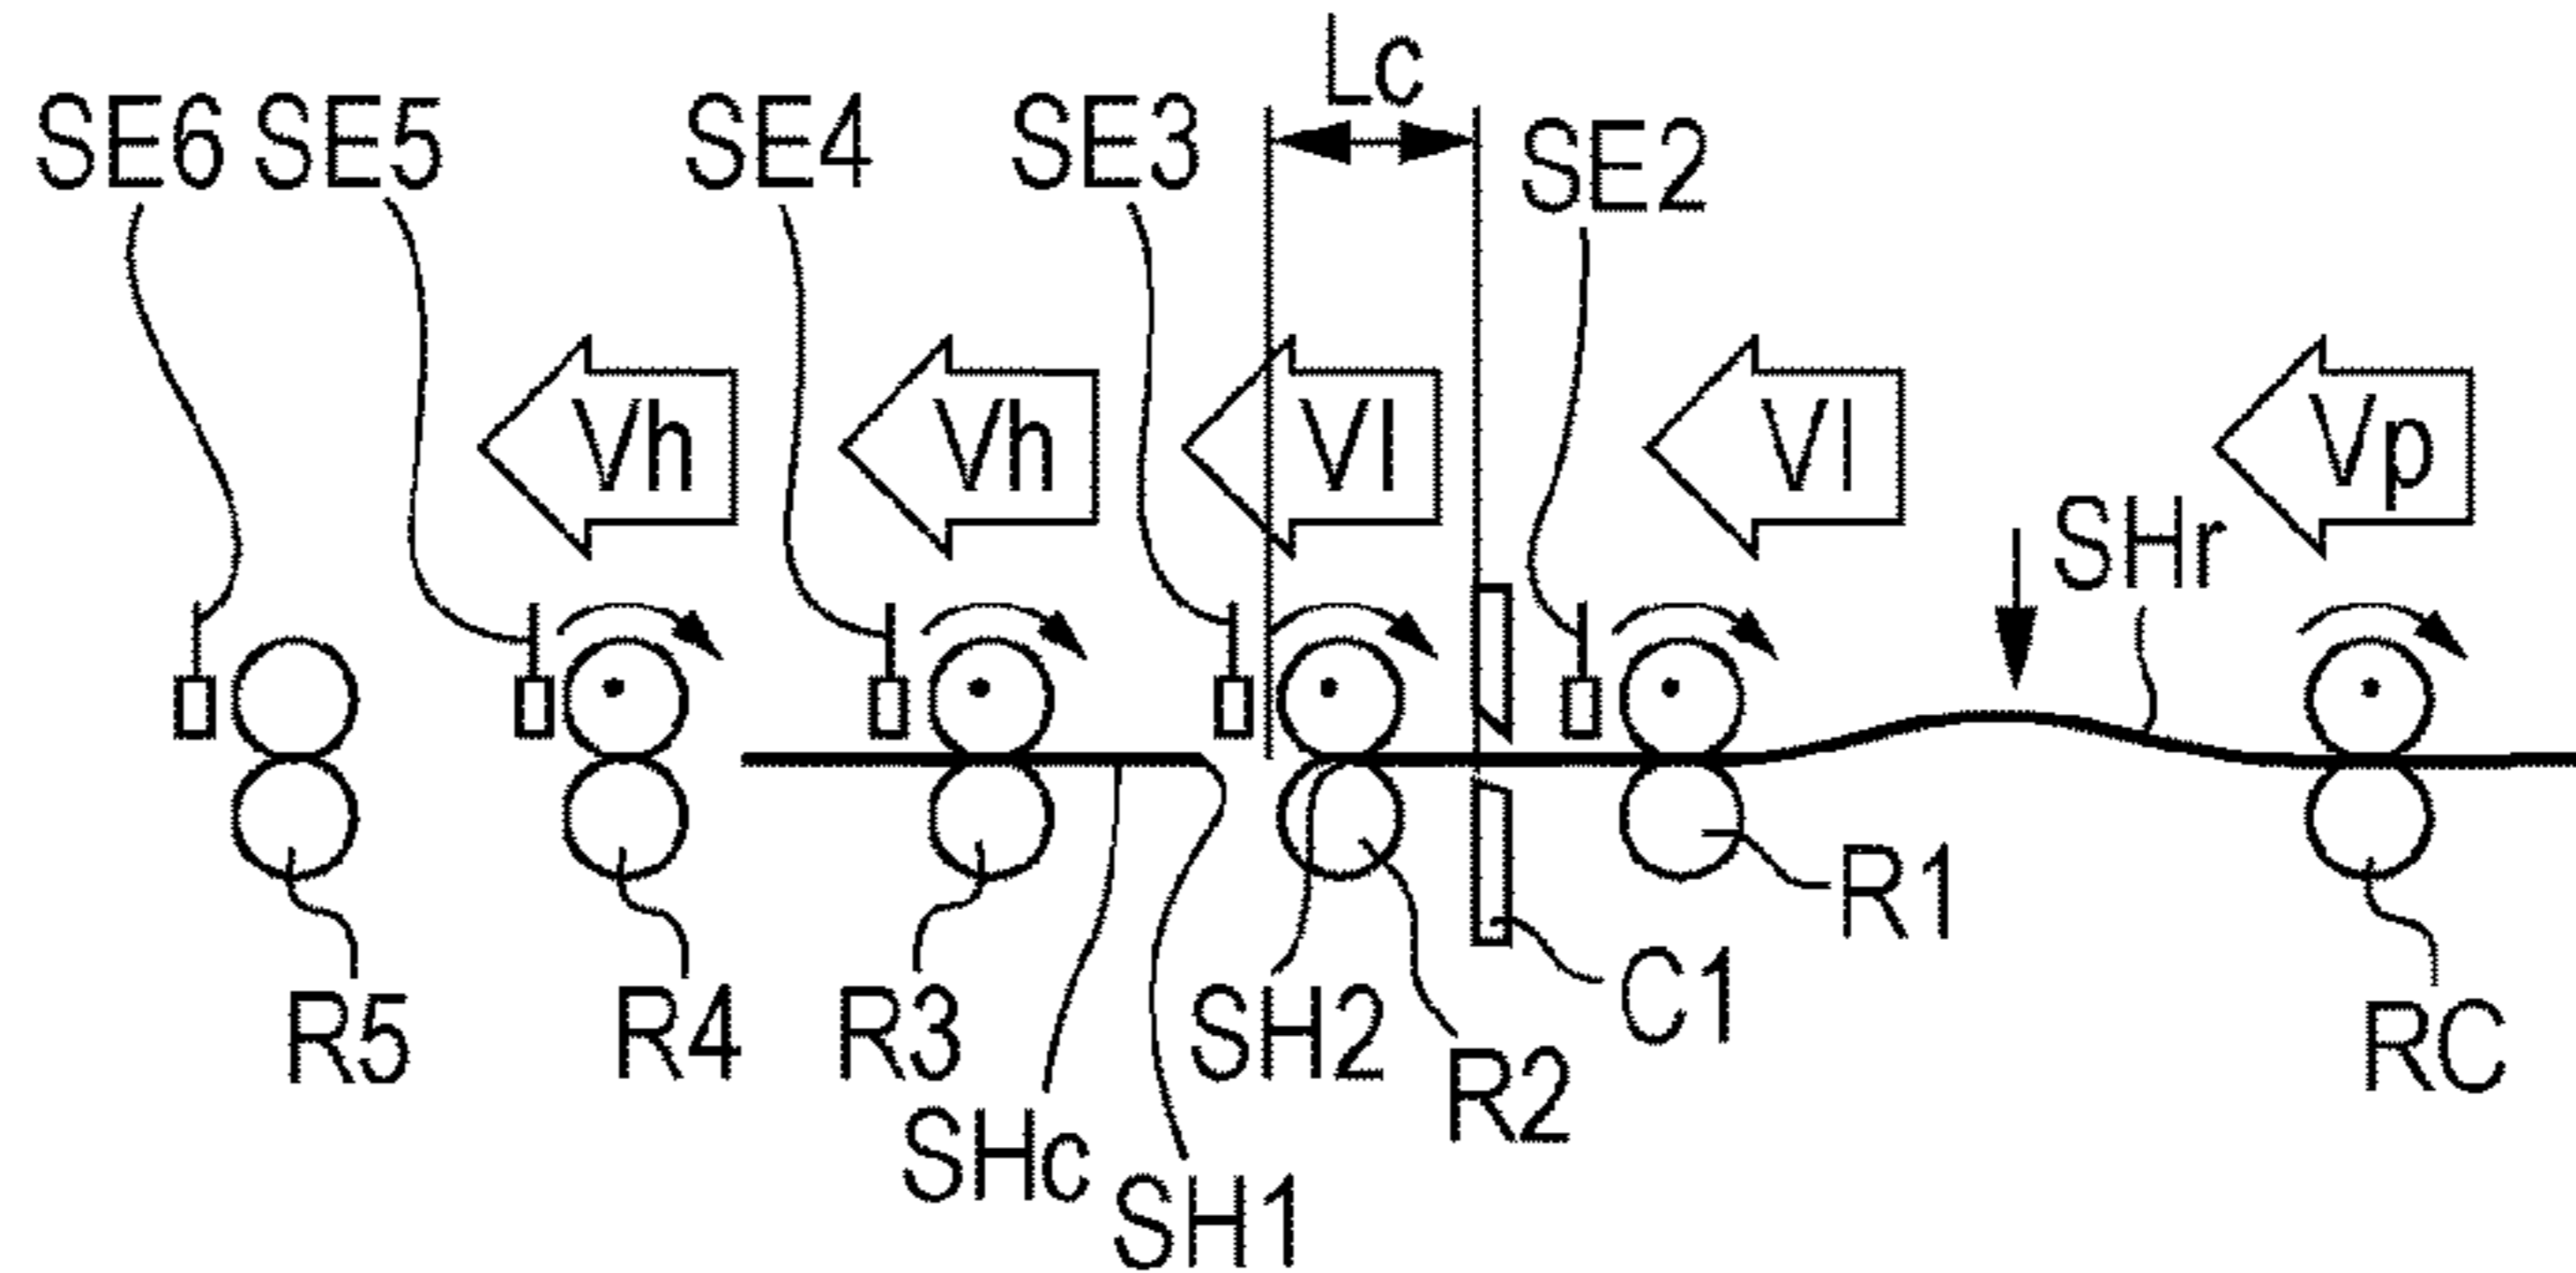 Lc
SE6 SE5 SE4 SE3 SE2
Vh Vh Vl Vl Vp
SHr
R1
C1
R5 R4 R3 SH2 RC
R2
SHc
SH1